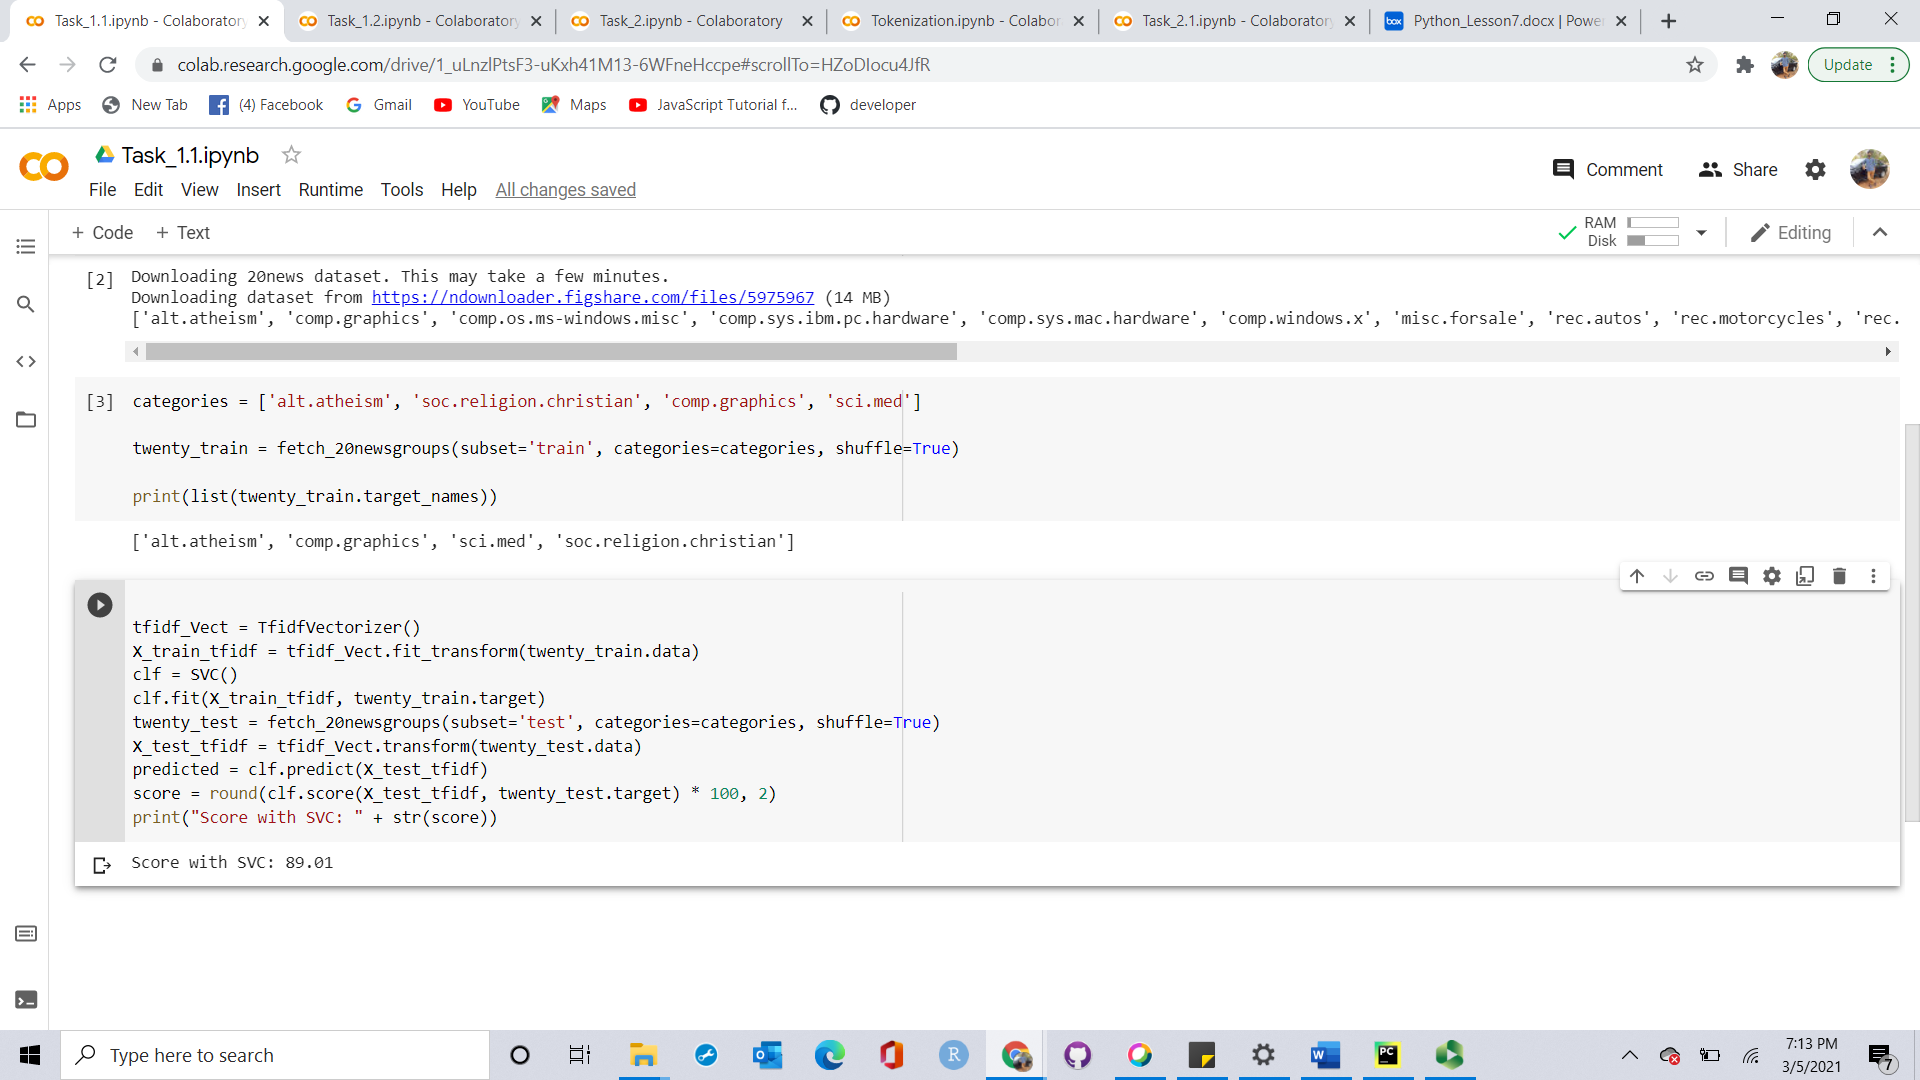 Task_1.1.ipynb - Colaboratory
Task_1.2.ipynb - Colaboratory
Task_2.ipynb - Colaboratory
Tokenization.ipynb - Colabor
Task_2.1.ipynb - Colaboratory
box
Python_Lesson7.docx | Powe
colab.research.google.com/drive/1_uLnzlPtsF3-uKxh41M13-6WFneHccpe#scrollTo=HZoDIocu4JfR
Update
Apps
New Tab
(4) Facebook
Gmail
YouTube
Maps
JavaScript Tutorial f...
developer
Task_1.1.ipynb
Comment
Share
File Edit View Insert Runtime Tools Help All changes saved
+ Code + Text
RAM
Disk
Editing
[2] Downloading 20news dataset. This may take a few minutes.
Downloading dataset from https://ndownloader.figshare.com/files/5975967 (14 MB)
['alt.atheism', 'comp.graphics', 'comp.os.ms-windows.misc', 'comp.sys.ibm.pc.hardware', 'comp.sys.mac.hardware', 'comp.windows.x', 'misc.forsale', 'rec.autos', 'rec.motorcycles', 'rec.
[3] categories = ['alt.atheism', 'soc.religion.christian', 'comp.graphics', 'sci.med']
twenty_train = fetch_20newsgroups(subset='train', categories=categories, shuffle=True)
print(list(twenty_train.target_names))
['alt.atheism', 'comp.graphics', 'sci.med', 'soc.religion.christian']
tfidf_Vect = TfidfVectorizer()
X_train_tfidf = tfidf_Vect.fit_transform(twenty_train.data)
clf = SVC()
clf.fit(X_train_tfidf, twenty_train.target)
twenty_test = fetch_20newsgroups(subset='test', categories=categories, shuffle=True)
X_test_tfidf = tfidf_Vect.transform(twenty_test.data)
predicted = clf.predict(X_test_tfidf)
score = round(clf.score(X_test_tfidf, twenty_test.target) * 100, 2)
print("Score with SVC: " + str(score))
Score with SVC: 89.01
Type here to search
R
W
PC
7:13 PM
3/5/2021
7